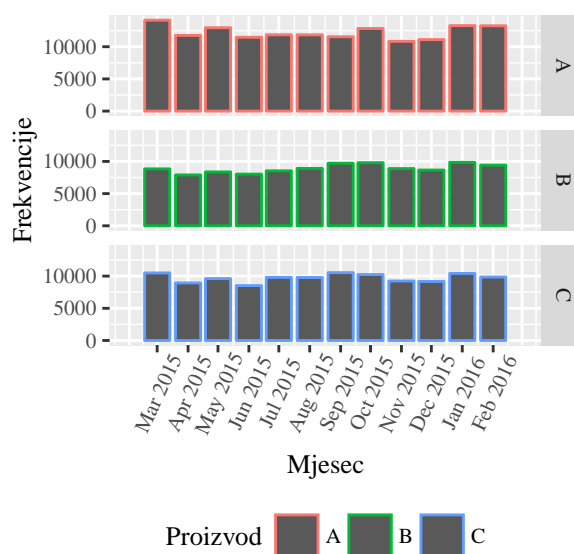 Frekvencije
10000
5000
0
A
10000
5000
0
B
10000
5000
0
C
Mar 2015
Apr 2015
May 2015
Jun 2015
Jul 2015
Aug 2015
Sep 2015
Oct 2015
Nov 2015
Dec 2015
Jan 2016
Feb 2016
Mjesec
Proizvod A B C